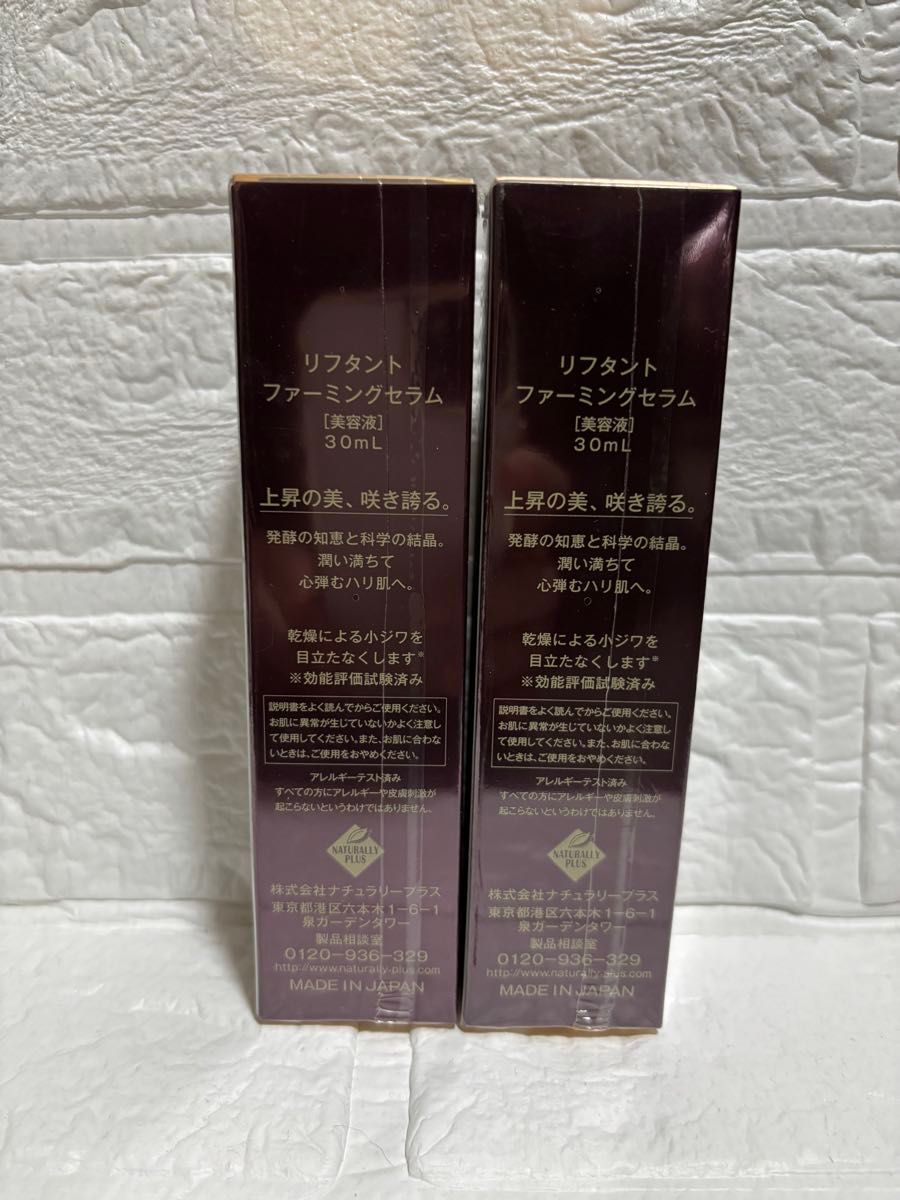 リフタント
ファーミングセラム
[美容液]
30mL
上昇の美、咲き誇る。
発酵の知恵と科学の結晶。
潤い満ちて
心弾むハリ肌へ。
乾燥による小ジワを
目立たなくします※
※効能評価試験済み
説明書をよく読んでからご使用ください。
お肌に異常が生じていないかよく注意し
て使用してください。また、お肌に合わな
いときは、ご使用をおやめください。
アレルギーテスト済み
すべての方にアレルギーや皮膚刺激が
起こらないというわけではありません。
NATURALLY
PLUS
株式会社ナチュラリープラス
東京都港区六本木1-6-1
泉ガーデンタワー
製品相談室
0120-936-329
http://www.naturally-plus.com
MADE IN JAPAN
リフタント
ファーミングセラム
[美容液]
30mL
上昇の美、咲き誇る。
発酵の知恵と科学の結晶。
潤い満ちて
心弾むハリ肌へ。
乾燥による小ジワを
目立たなくします※
※効能評価試験済み
説明書をよく読んでからご使用ください。
お肌に異常が生じていないかよく注意し
て使用してください。また、お肌に合わな
いときは、ご使用をおやめください。
アレルギーテスト済み
すべての方にアレルギーや皮膚刺激が
起こらないというわけではありません。
NATURALLY
PLUS
株式会社ナチュラリープラス
東京都港区六本木1-6-1
泉ガーデンタワー
製品相談室
0120-936-329
http://www.naturally-plus.com
MADE IN JAPAN